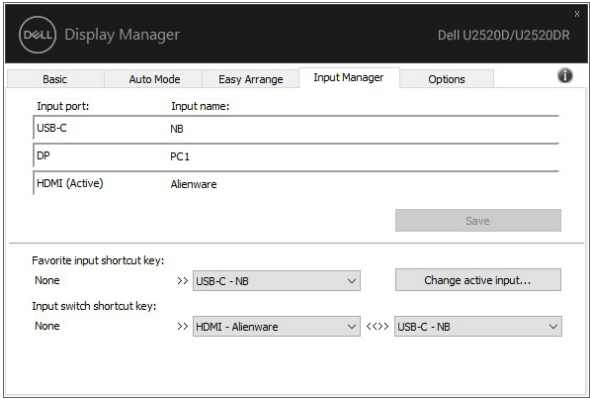 DELL Display Manager Dell U2520D/U2520DR x
Basic Auto Mode Easy Arrange Input Manager Options i
Input port: Input name:
USB-C NB
DP PC1
HDMI (Active) Alienware
Save
Favorite input shortcut key:
None >> USB-C - NB Change active input...
Input switch shortcut key:
None >> HDMI - Alienware <<>> USB-C - NB